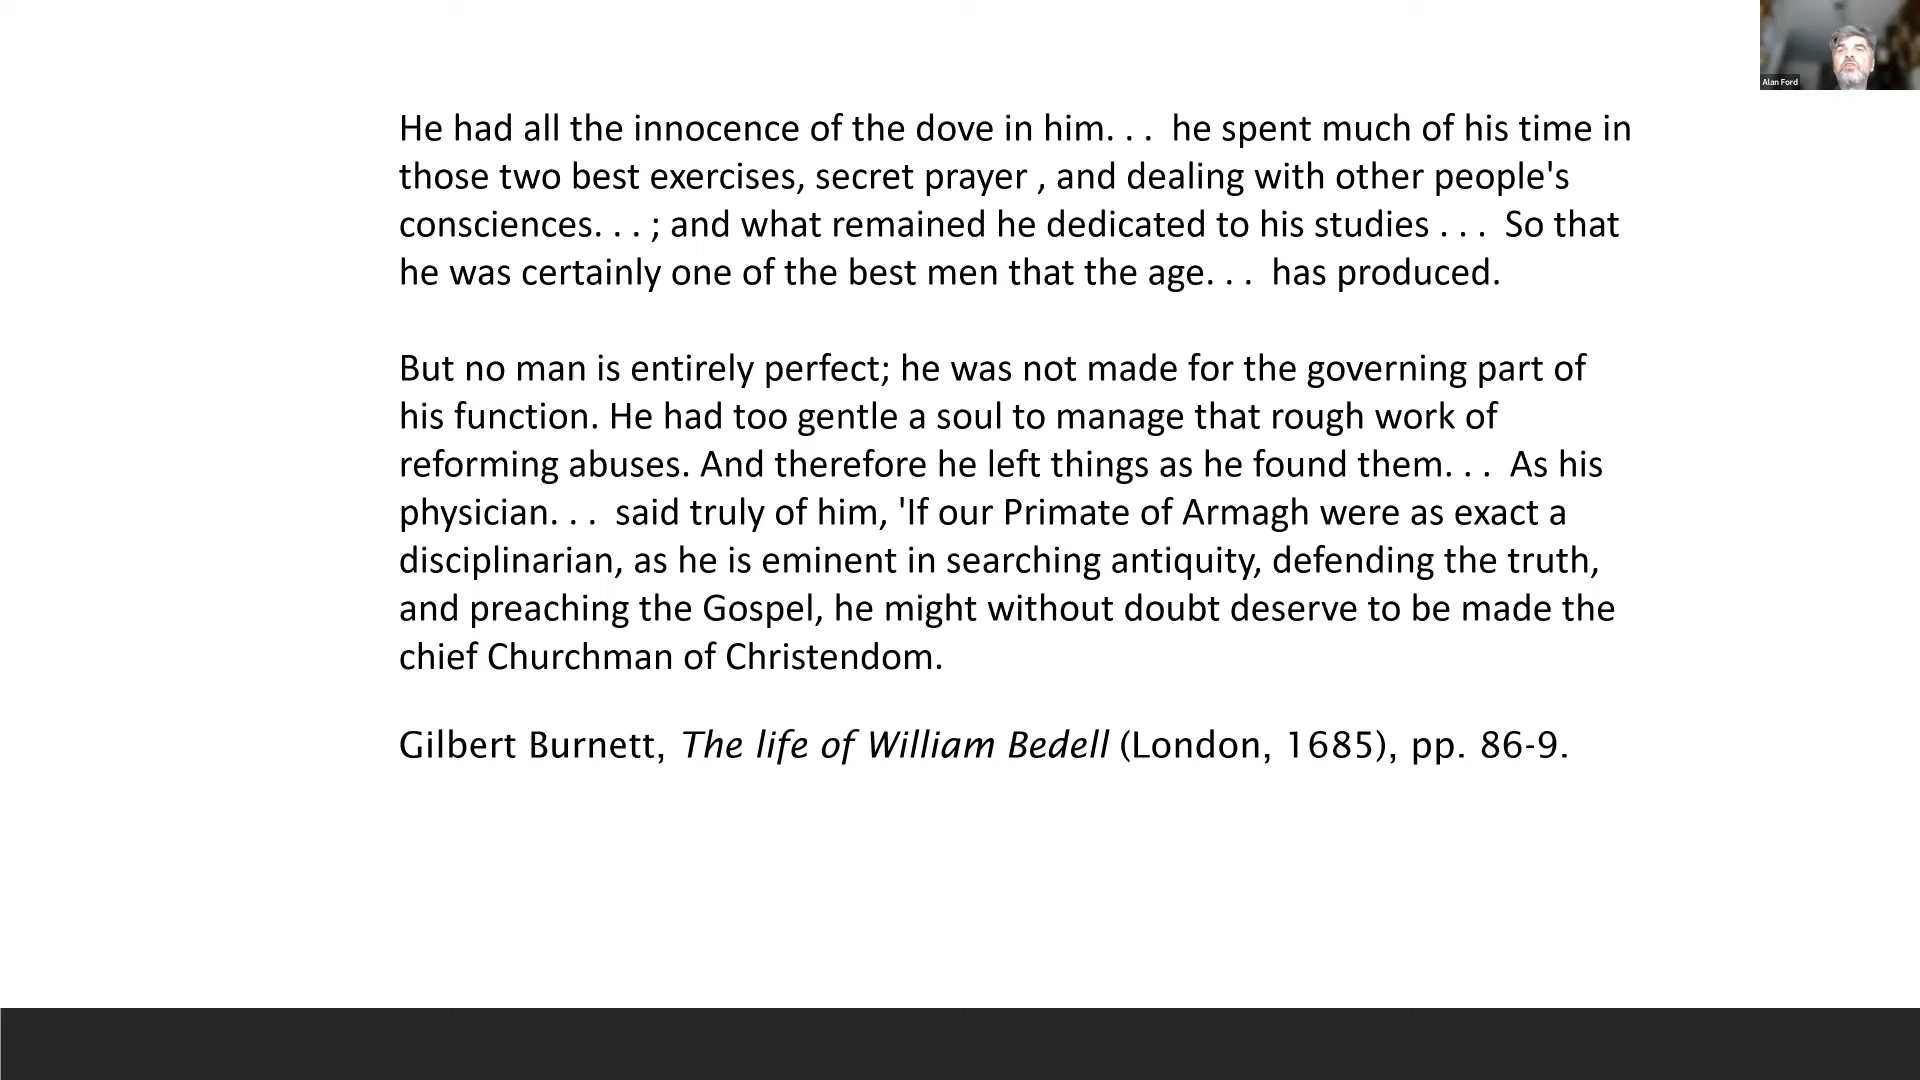 Alan Ford
He had all the innocence of the dove in him. . .  he spent much of his time in
those two best exercises, secret prayer , and dealing with other people's
consciences. . . ; and what remained he dedicated to his studies . . .  So that
he was certainly one of the best men that the age. . .  has produced.
But no man is entirely perfect; he was not made for the governing part of
his function. He had too gentle a soul to manage that rough work of
reforming abuses. And therefore he left things as he found them. . .  As his
physician. . .  said truly of him, 'If our Primate of Armagh were as exact a
disciplinarian, as he is eminent in searching antiquity, defending the truth,
and preaching the Gospel, he might without doubt deserve to be made the
chief Churchman of Christendom.
Gilbert Burnett, The life of William Bedell (London, 1685), pp. 86-9.